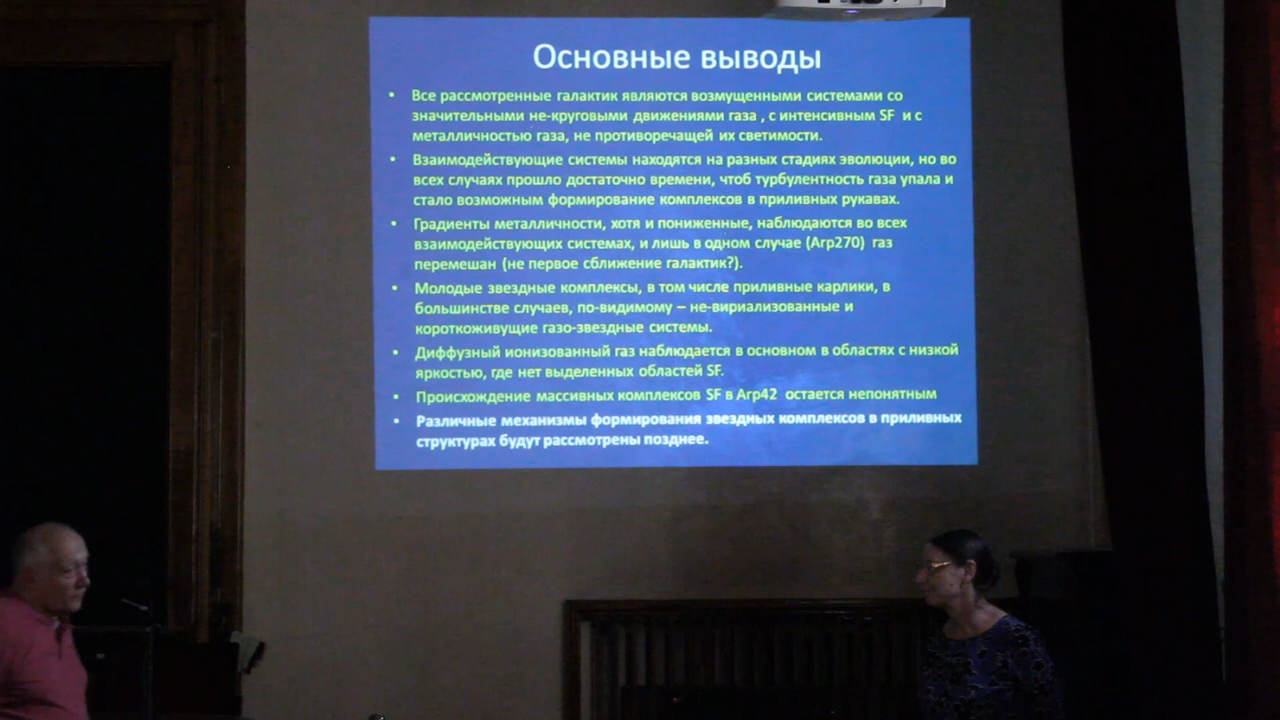 Основные выводы
• Все рассмотренные галактик являются возмущенными системами со
значительными не-круговыми движениями газа , с интенсивным SF и с
металличностью газа, не противоречащей их светимости.
• Взаимодействующие системы находятся на разных стадиях эволюции, но во
всех случаях прошло достаточно времени, чтоб турбулентность газа упала и
стало возможным формирование комплексов в приливных рукавах.
• Градиенты металличности, хотя и пониженные, наблюдаются во всех
взаимодействующих системах, и лишь в одном случае (Arp270) газ
перемешан (не первое сближение галактик?).
• Молодые звездные комплексы, в том числе приливные карлики, в
большинстве случаев, по-видимому – не-вириализованные и
короткоживущие газо-звездные системы.
• Диффузный ионизованный газ наблюдается в основном в областях с низкой
яркостью, где нет выделенных областей SF.
• Происхождение массивных комплексов SF в Arp42 остается непонятным
• Различные механизмы формирования звездных комплексов в приливных
структурах будут рассмотрены позднее.